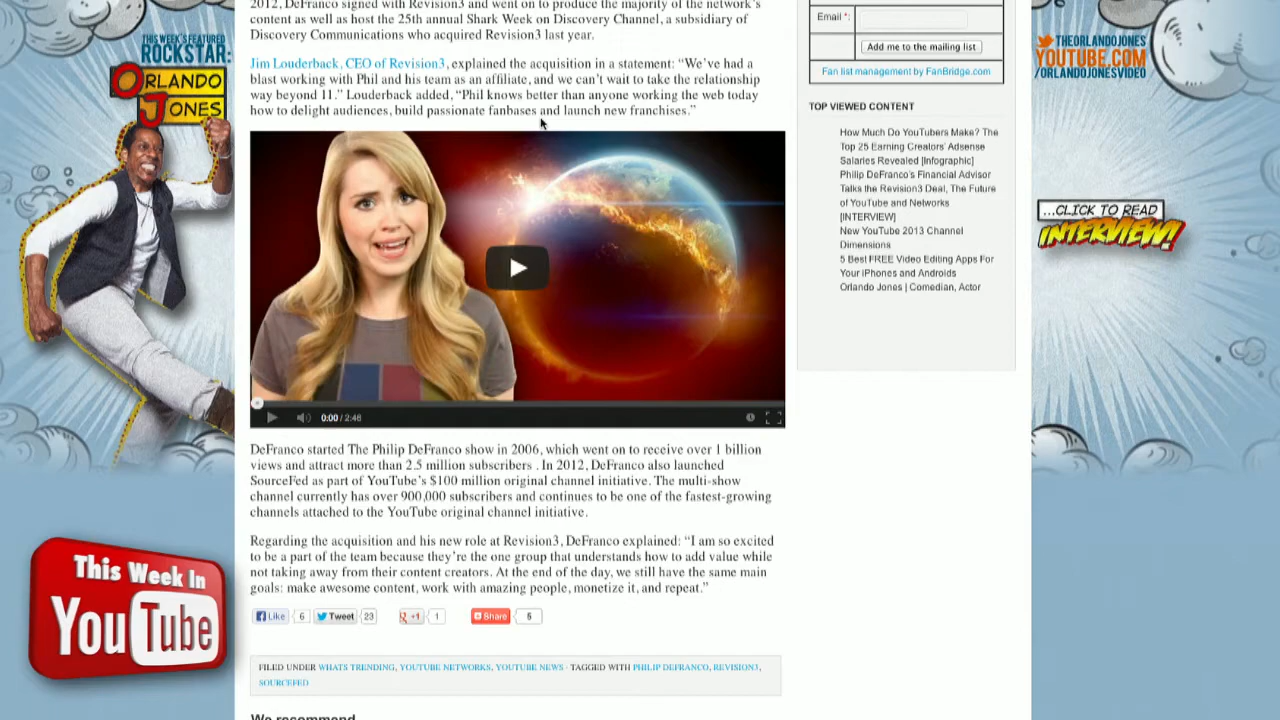 2012, DeFranco signed with Revision3 and went on to produce the majority of the network's
content as well as host the 25th annual Shark Week on Discovery Channel, a subsidiary of
Discovery Communications who acquired Revision3 last year.
Jim Louderback, CEO of Revision3, explained the acquisition in a statement: “We've had a
blast working with Phil and his team as an affiliate, and we can't wait to take the relationship
way beyond 11.” Louderback added, “Phil knows better than anyone working the web today
how to delight audiences, build passionate fanbases and launch new franchises.”
0:00 / 2:46
DeFranco started The Philip DeFranco show in 2006, which went on to receive over 1 billion
views and attract more than 2.5 million subscribers . In 2012, DeFranco also launched
SourceFed as part of YouTube's $100 million original channel initiative. The multi-show
channel currently has over 900,000 subscribers and continues to be one of the fastest-growing
channels attached to the YouTube original channel initiative.
Regarding the acquisition and his new role at Revision3, DeFranco explained: “I am so excited
to be a part of the team because they're the one group that understands how to add value while
not taking away from their content creators. At the end of the day, we still have the same main
goals: make awesome content, work with amazing people, monetize it, and repeat.”
Like 6 Tweet 23 +1 1 Share 5
FILED UNDER WHATS TRENDING, YOUTUBE NETWORKS, YOUTUBE NEWS · TAGGED WITH PHILIP DEFRANCO, REVISION3,
SOURCEFED
We recommend
Email *:
Add me to the mailing list
Fan list management by FanBridge.com
TOP VIEWED CONTENT
How Much Do YouTubers Make? The
Top 25 Earning Creators' Adsense
Salaries Revealed [Infographic]
Philip DeFranco's Financial Advisor
Talks the Revision3 Deal, The Future
of YouTube and Networks
[INTERVIEW]
New YouTube 2013 Channel
Dimensions
5 Best FREE Video Editing Apps For
Your iPhones and Androids
Orlando Jones | Comedian, Actor
THIS WEEK'S FEATURED
ROCKSTAR:
ORLANDO
JONES
This Week In
YouTube
THEORLANDOJONES
YOUTUBE.COM
/ORLANDOJONESVIDEO
...CLICK TO READ
INTERVIEW!